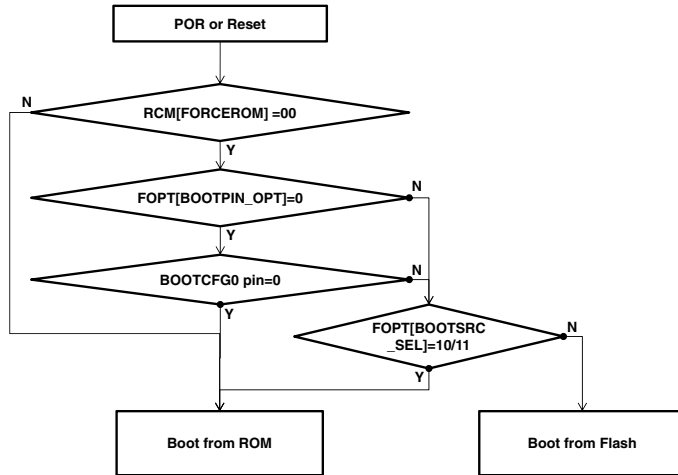 POR or Reset
N
RCM[FORCEROM] =00
Y
FOPT[BOOTPIN_OPT]=0
N
Y
BOOTCFG0 pin=0
N
Y
FOPT[BOOTSRC
_SEL]=10/11
N
Y
Boot from ROM
Boot from Flash